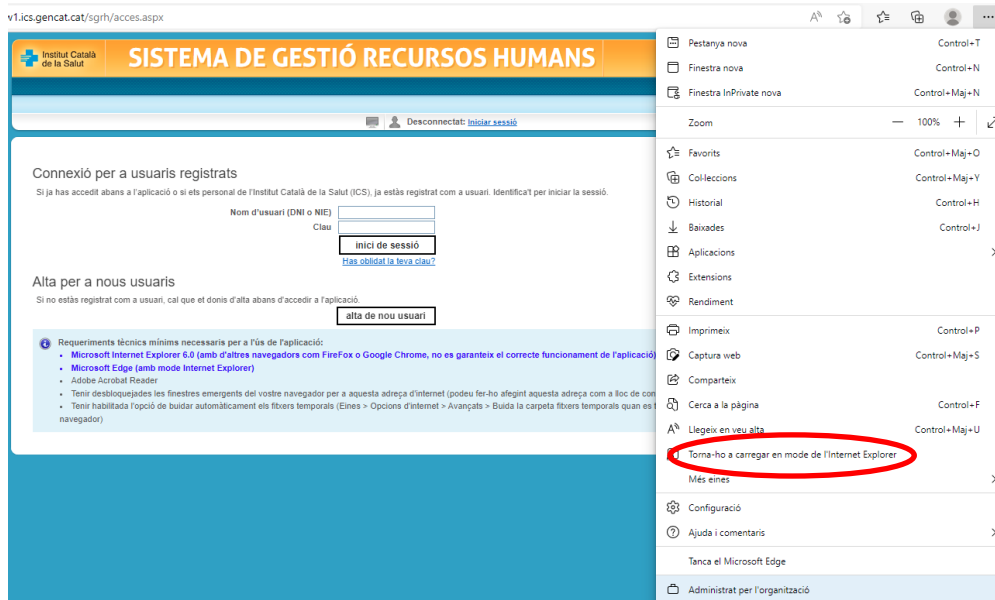 v1.ics.gencat.cat/sgrh/acces.aspx
Institut Català
de la Salut
SISTEMA DE GESTIÓ RECURSOS HUMANS
Desconnectat: Iniciar sessió
Connexió per a usuaris registrats
Si ja has accedit abans a l'aplicació o si ets personal de l'Institut Català de la Salut (ICS), ja estàs registrat com a usuari. Identifica't per iniciar la sessió.
Nom d'usuari (DNI o NIE)
Clau
inici de sessió
Has oblidat la teva clau?
Alta per a nous usuaris
Si no estàs registrat com a usuari, cal que et donis d'alta abans d'accedir a l'aplicació.
alta de nou usuari
Requeriments tècnics mínims necessaris per a l'ús de l'aplicació:
• Microsoft Internet Explorer 6.0 (amb d'altres navegadors com FireFox o Google Chrome, no es garanteix el correcte funcionament de l'aplicació)
• Microsoft Edge (amb mode Internet Explorer)
• Adobe Acrobat Reader
• Tenir desbloquejades les finestres emergents del vostre navegador per a aquesta adreça d'internet (podeu fer-ho afegint aquesta adreça com a lloc de con
• Tenir habilitada l'opció de buidar automàticament els fitxers temporals (Eines > Opcions d'internet > Avançats > Buida la carpeta fitxers temporals quan es t
navegador)
Pestanya nova Control+T
Finestra nova Control+N
Finestra InPrivate nova Control+Maj+N
Zoom — 100% +
Favorits Control+Maj+O
Col·leccions Control+Maj+Y
Historial Control+H
Baixades Control+J
Aplicacions
Extensions
Rendiment
Imprimeix Control+P
Captura web Control+Maj+S
Comparteix
Cerca a la pàgina Control+F
Llegeix en veu alta Control+Maj+U
Torna-ho a carregar en mode de l'Internet Explorer
Més eines
Configuració
Ajuda i comentaris
Tanca el Microsoft Edge
Administrat per l'organització